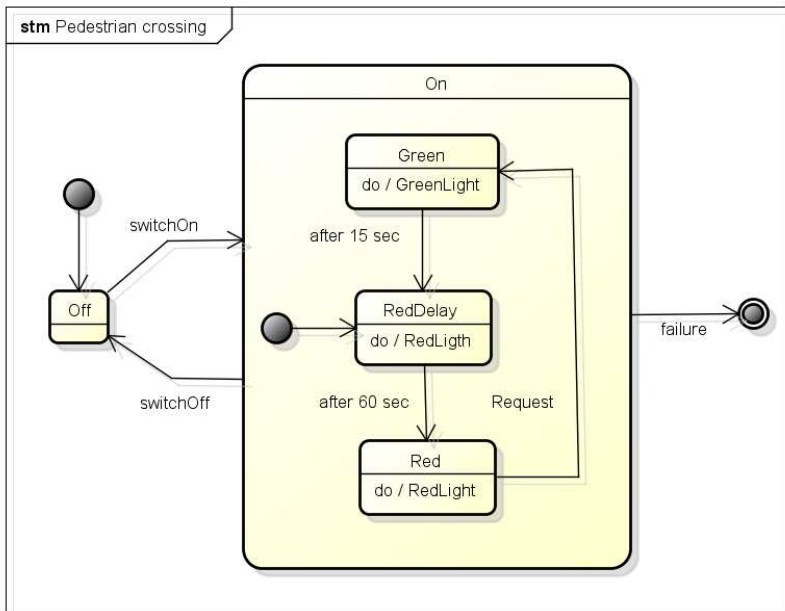 stm Pedestrian crossing
On
Green
do / GreenLight
switchOn
after 15 sec
Off
RedDelay
do / RedLigth
failure
switchOff
after 60 sec
Request
Red
do / RedLight